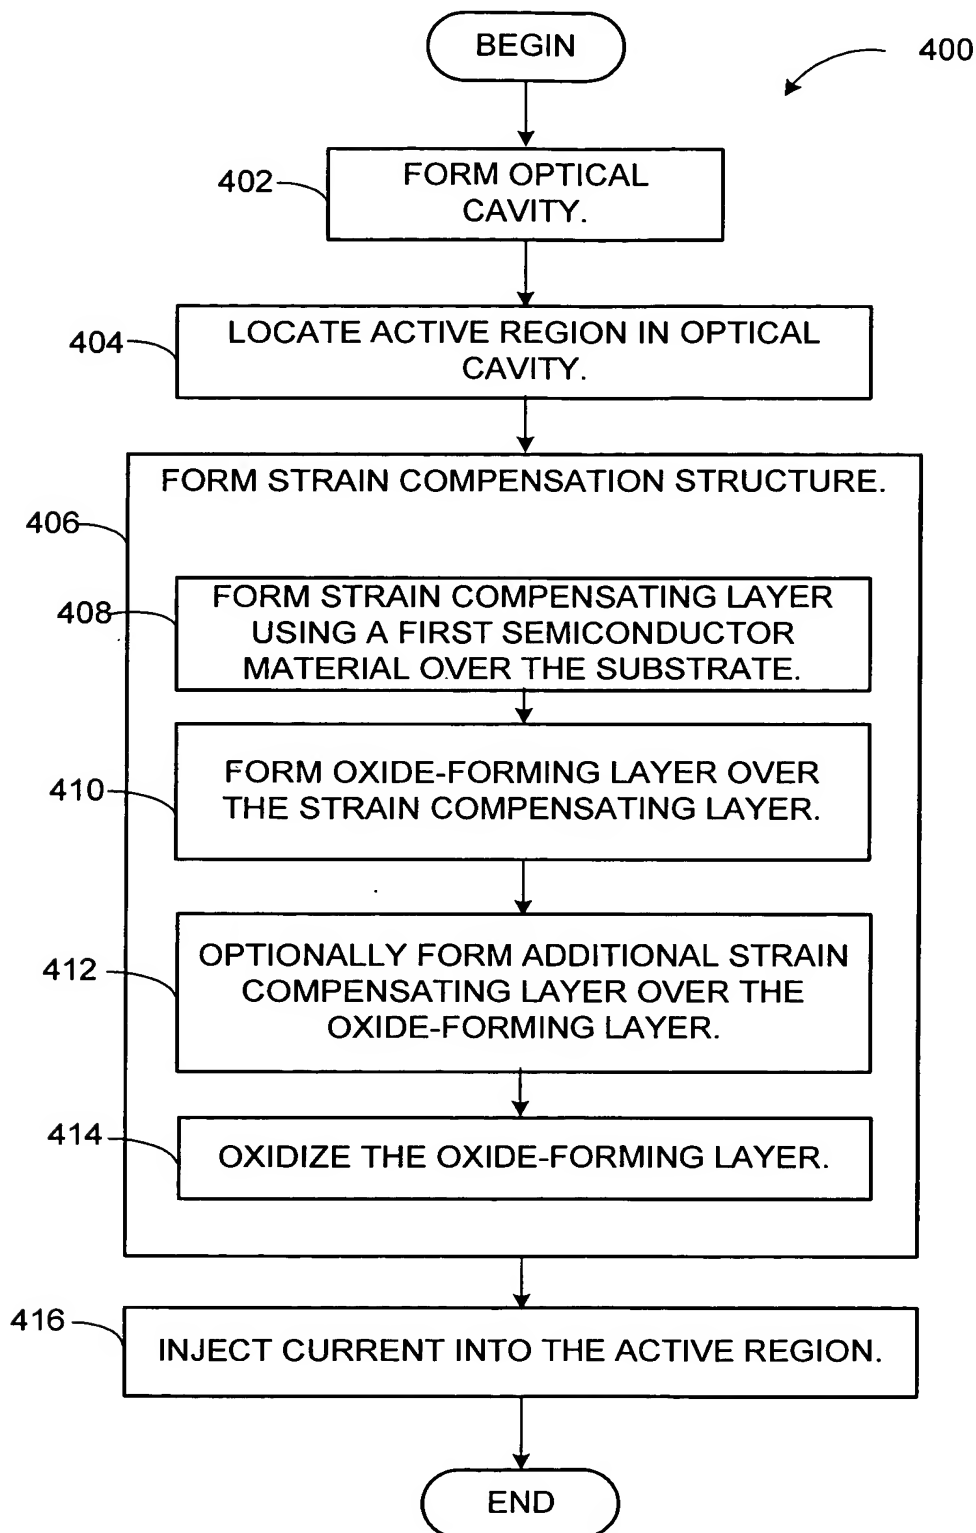 BEGIN
400
402
FORM OPTICAL
CAVITY.
404
LOCATE ACTIVE REGION IN OPTICAL
CAVITY.
406
FORM STRAIN COMPENSATION STRUCTURE.
408
FORM STRAIN COMPENSATING LAYER
USING A FIRST SEMICONDUCTOR
MATERIAL OVER THE SUBSTRATE.
410
FORM OXIDE-FORMING LAYER OVER
THE STRAIN COMPENSATING LAYER.
412
OPTIONALLY FORM ADDITIONAL STRAIN
COMPENSATING LAYER OVER THE
OXIDE-FORMING LAYER.
414
OXIDIZE THE OXIDE-FORMING LAYER.
416
INJECT CURRENT INTO THE ACTIVE REGION.
END